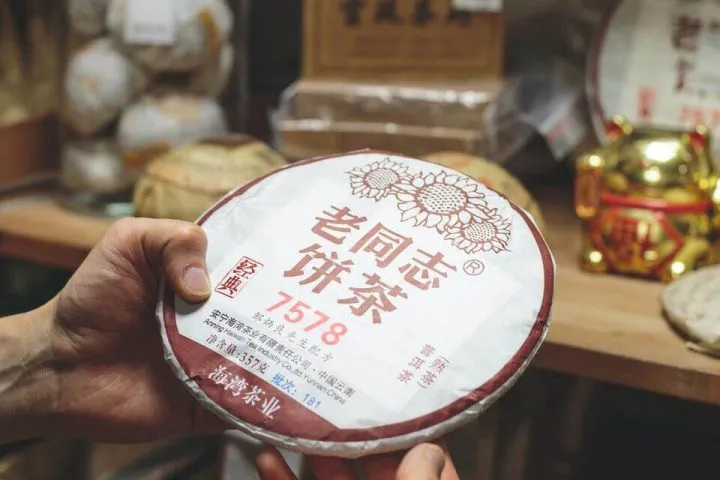 老同志
®
饼茶
经典
7578
邹炳良先生配方
安宁海湾茶业有限责任公司·中国云南
Anning Haiwan Tea Industry Co.,ltd.Yunnan China
净含量:357克
批次: 181
普洱茶
(熟茶)
海湾茶业
老